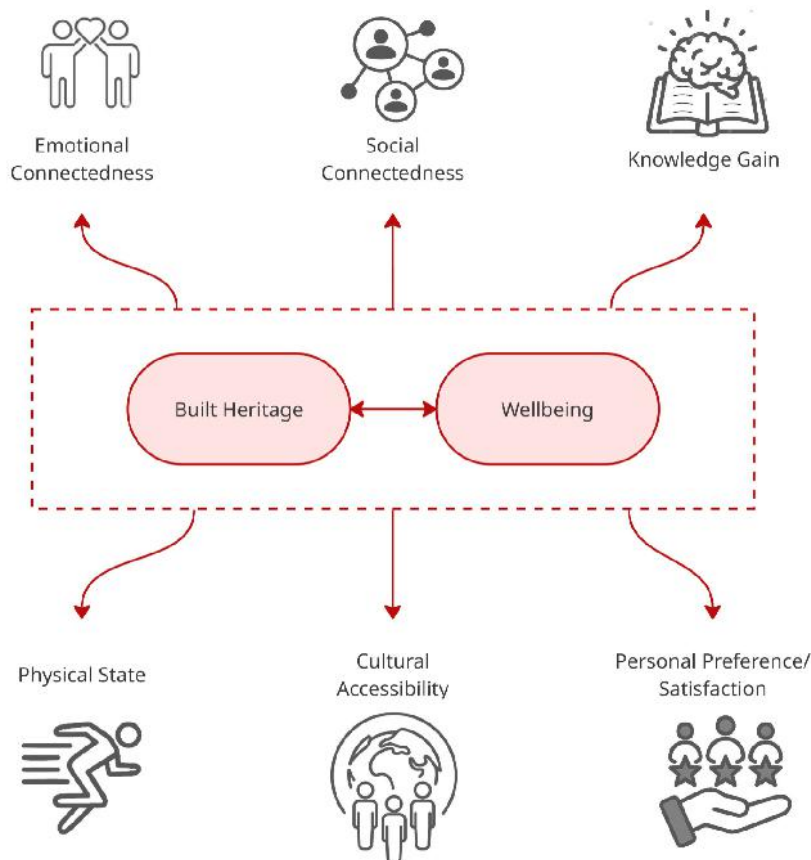 Emotional
Connectedness
Social
Connectedness
Knowledge Gain
Built Heritage
Wellbeing
Physical State
Cultural
Accessibility
Personal Preference/
Satisfaction